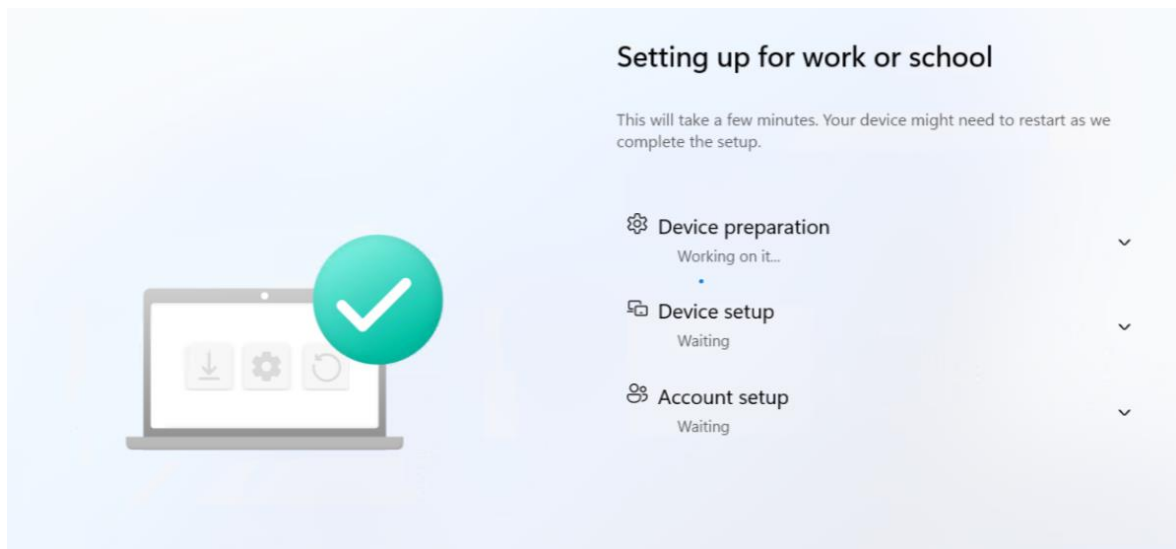 Setting up for work or school
This will take a few minutes. Your device might need to restart as we
complete the setup.
Device preparation
Working on it...
Device setup
Waiting
Account setup
Waiting